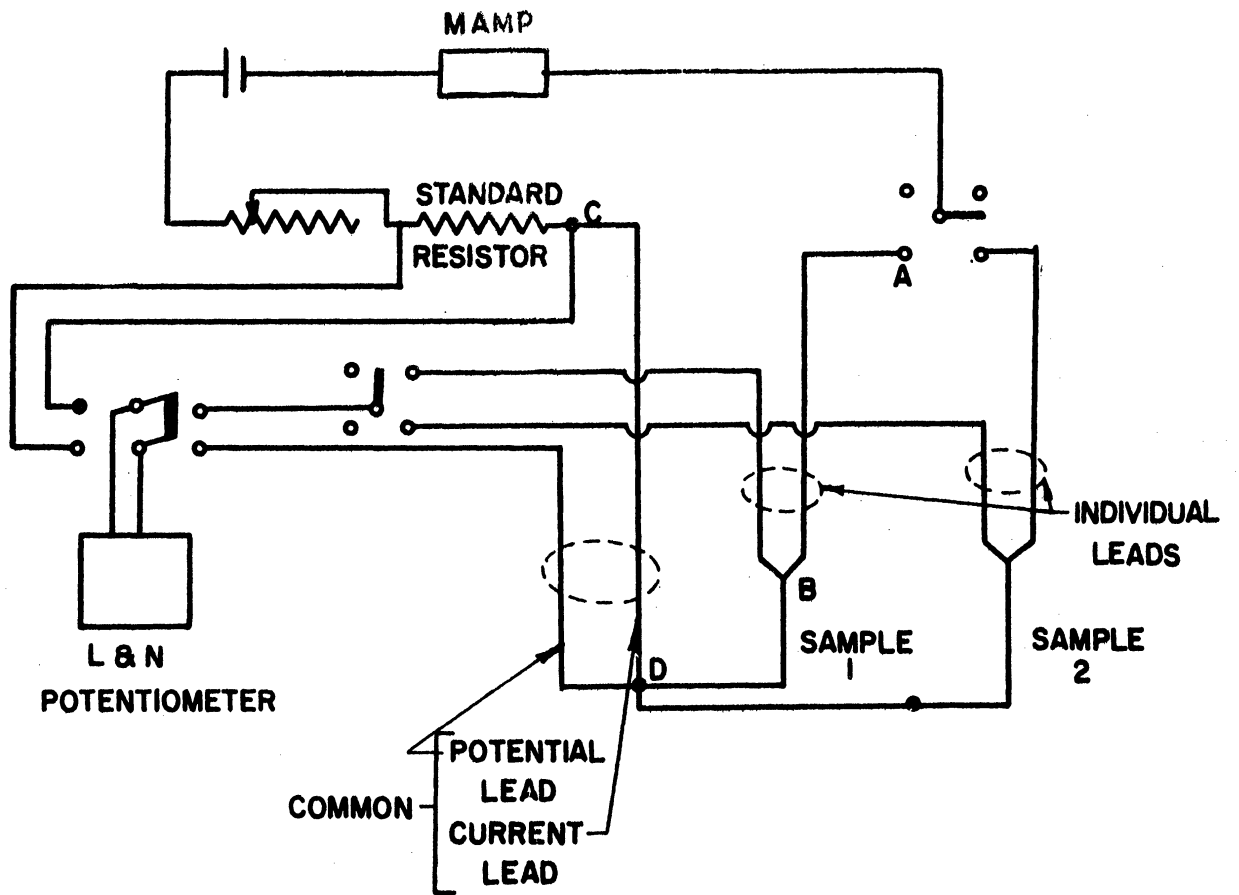 MAMP
STANDARD
RESISTOR
C
A
INDIVIDUAL
LEADS
B
SAMPLE
1
SAMPLE
2
L & N
POTENTIOMETER
D
COMMON
POTENTIAL
LEAD
CURRENT
LEAD